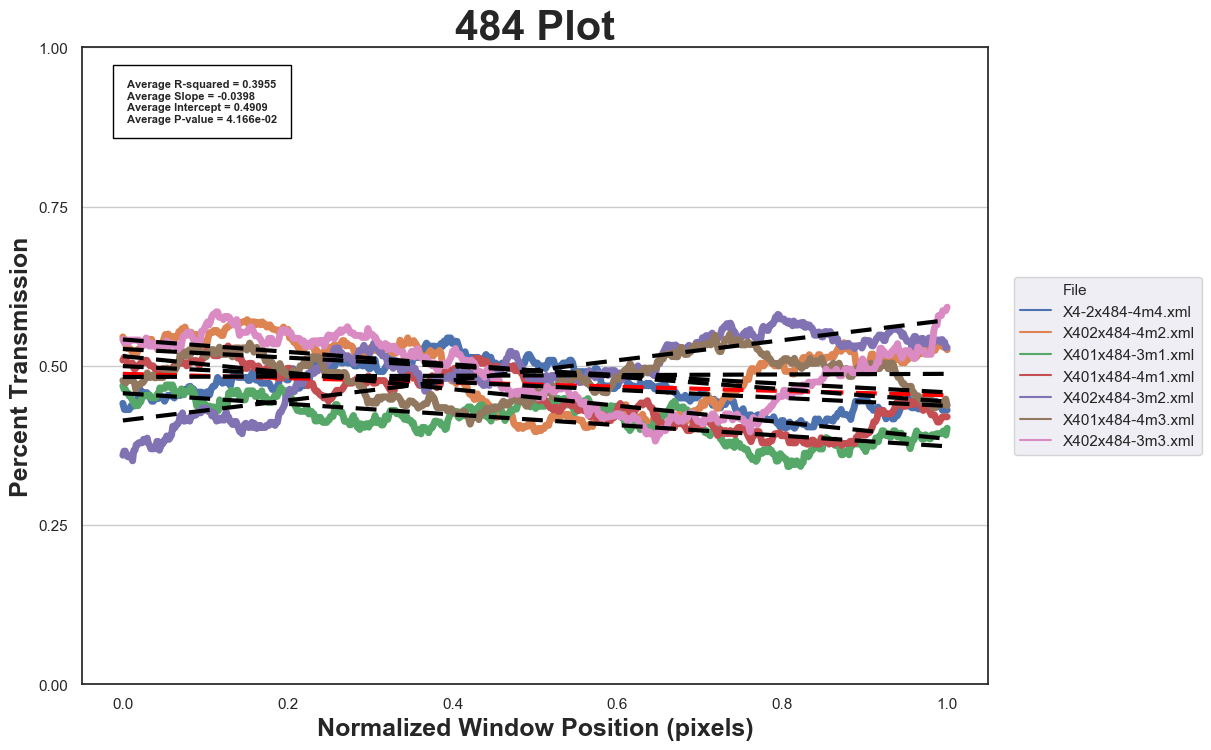 484 Plot
Average R-squared = 0.3955
Average Slope = -0.0398
Average Intercept = 0.4909
Average P-value = 4.166e-02
Percent Transmission
1.00
0.75
0.50
0.25
0.00
0.0 0.2 0.4 0.6 0.8 1.0
Normalized Window Position (pixels)
File
X4-2x484-4m4.xml
X402x484-4m2.xml
X401x484-3m1.xml
X401x484-4m1.xml
X402x484-3m2.xml
X401x484-4m3.xml
X402x484-3m3.xml